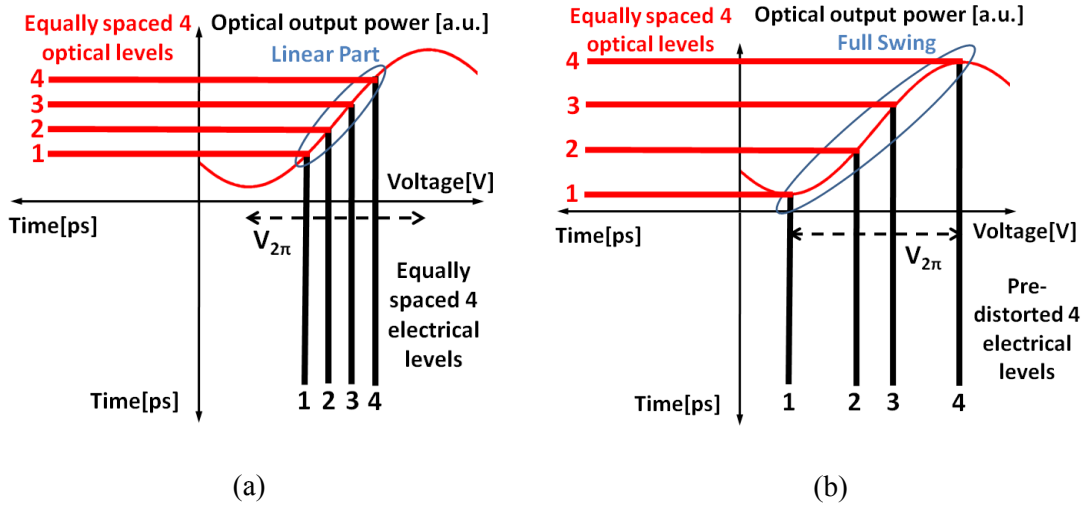 Equally spaced 4
optical levels
Optical output power [a.u.]
Linear Part
4
3
2
1
Voltage[V]
Time[ps]
V2π
Equally
spaced 4
electrical
levels
Time[ps]
1 2 3 4
(a)
Equally spaced 4
optical levels
Optical output power [a.u.]
Full Swing
4
3
2
1
Time[ps]
Voltage[V]
V2π
Pre-
distorted 4
electrical
levels
Time[ps]
1 2 3 4
(b)